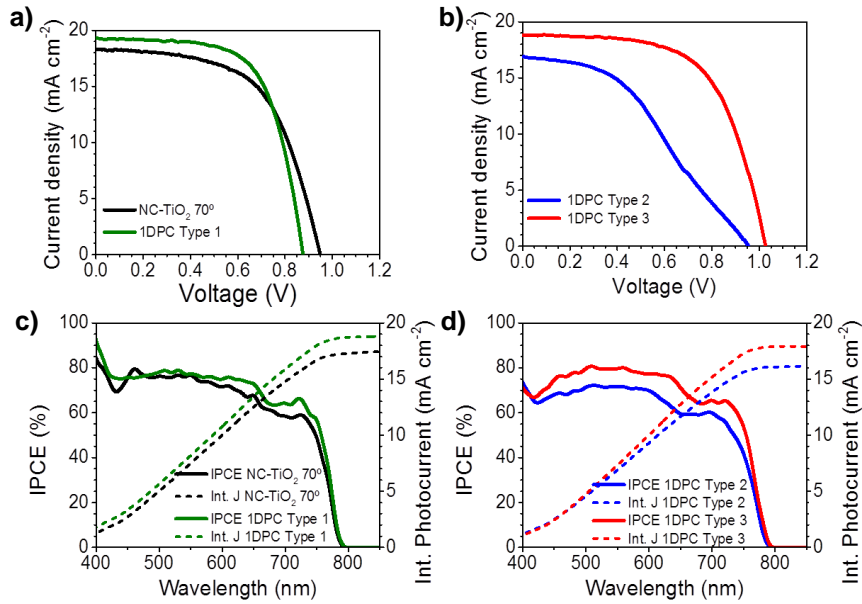 a)
Current density (mA cm⁻²)
20
15
10
5
0
NC-TiO₂ 70º
1DPC Type 1
0.0 0.2 0.4 0.6 0.8 1.0 1.2
Voltage (V)
b)
Current density (mA cm⁻²)
20
15
10
5
0
1DPC Type 2
1DPC Type 3
0.0 0.2 0.4 0.6 0.8 1.0 1.2
Voltage (V)
c)
IPCE (%)
100
80
60
40
20
0
IPCE NC-TiO₂ 70º
Int. J NC-TiO₂ 70º
IPCE 1DPC Type 1
Int. J 1DPC Type 1
20
15
10
5
0
Int. Photocurrent (mA cm⁻²)
400 500 600 700 800
Wavelength (nm)
d)
IPCE (%)
100
80
60
40
20
0
IPCE 1DPC Type 2
Int. J 1DPC Type 2
IPCE 1DPC Type 3
Int. J 1DPC Type 3
20
15
10
5
0
Int. Photocurrent (mA cm⁻²)
400 500 600 700 800
Wavelength (nm)